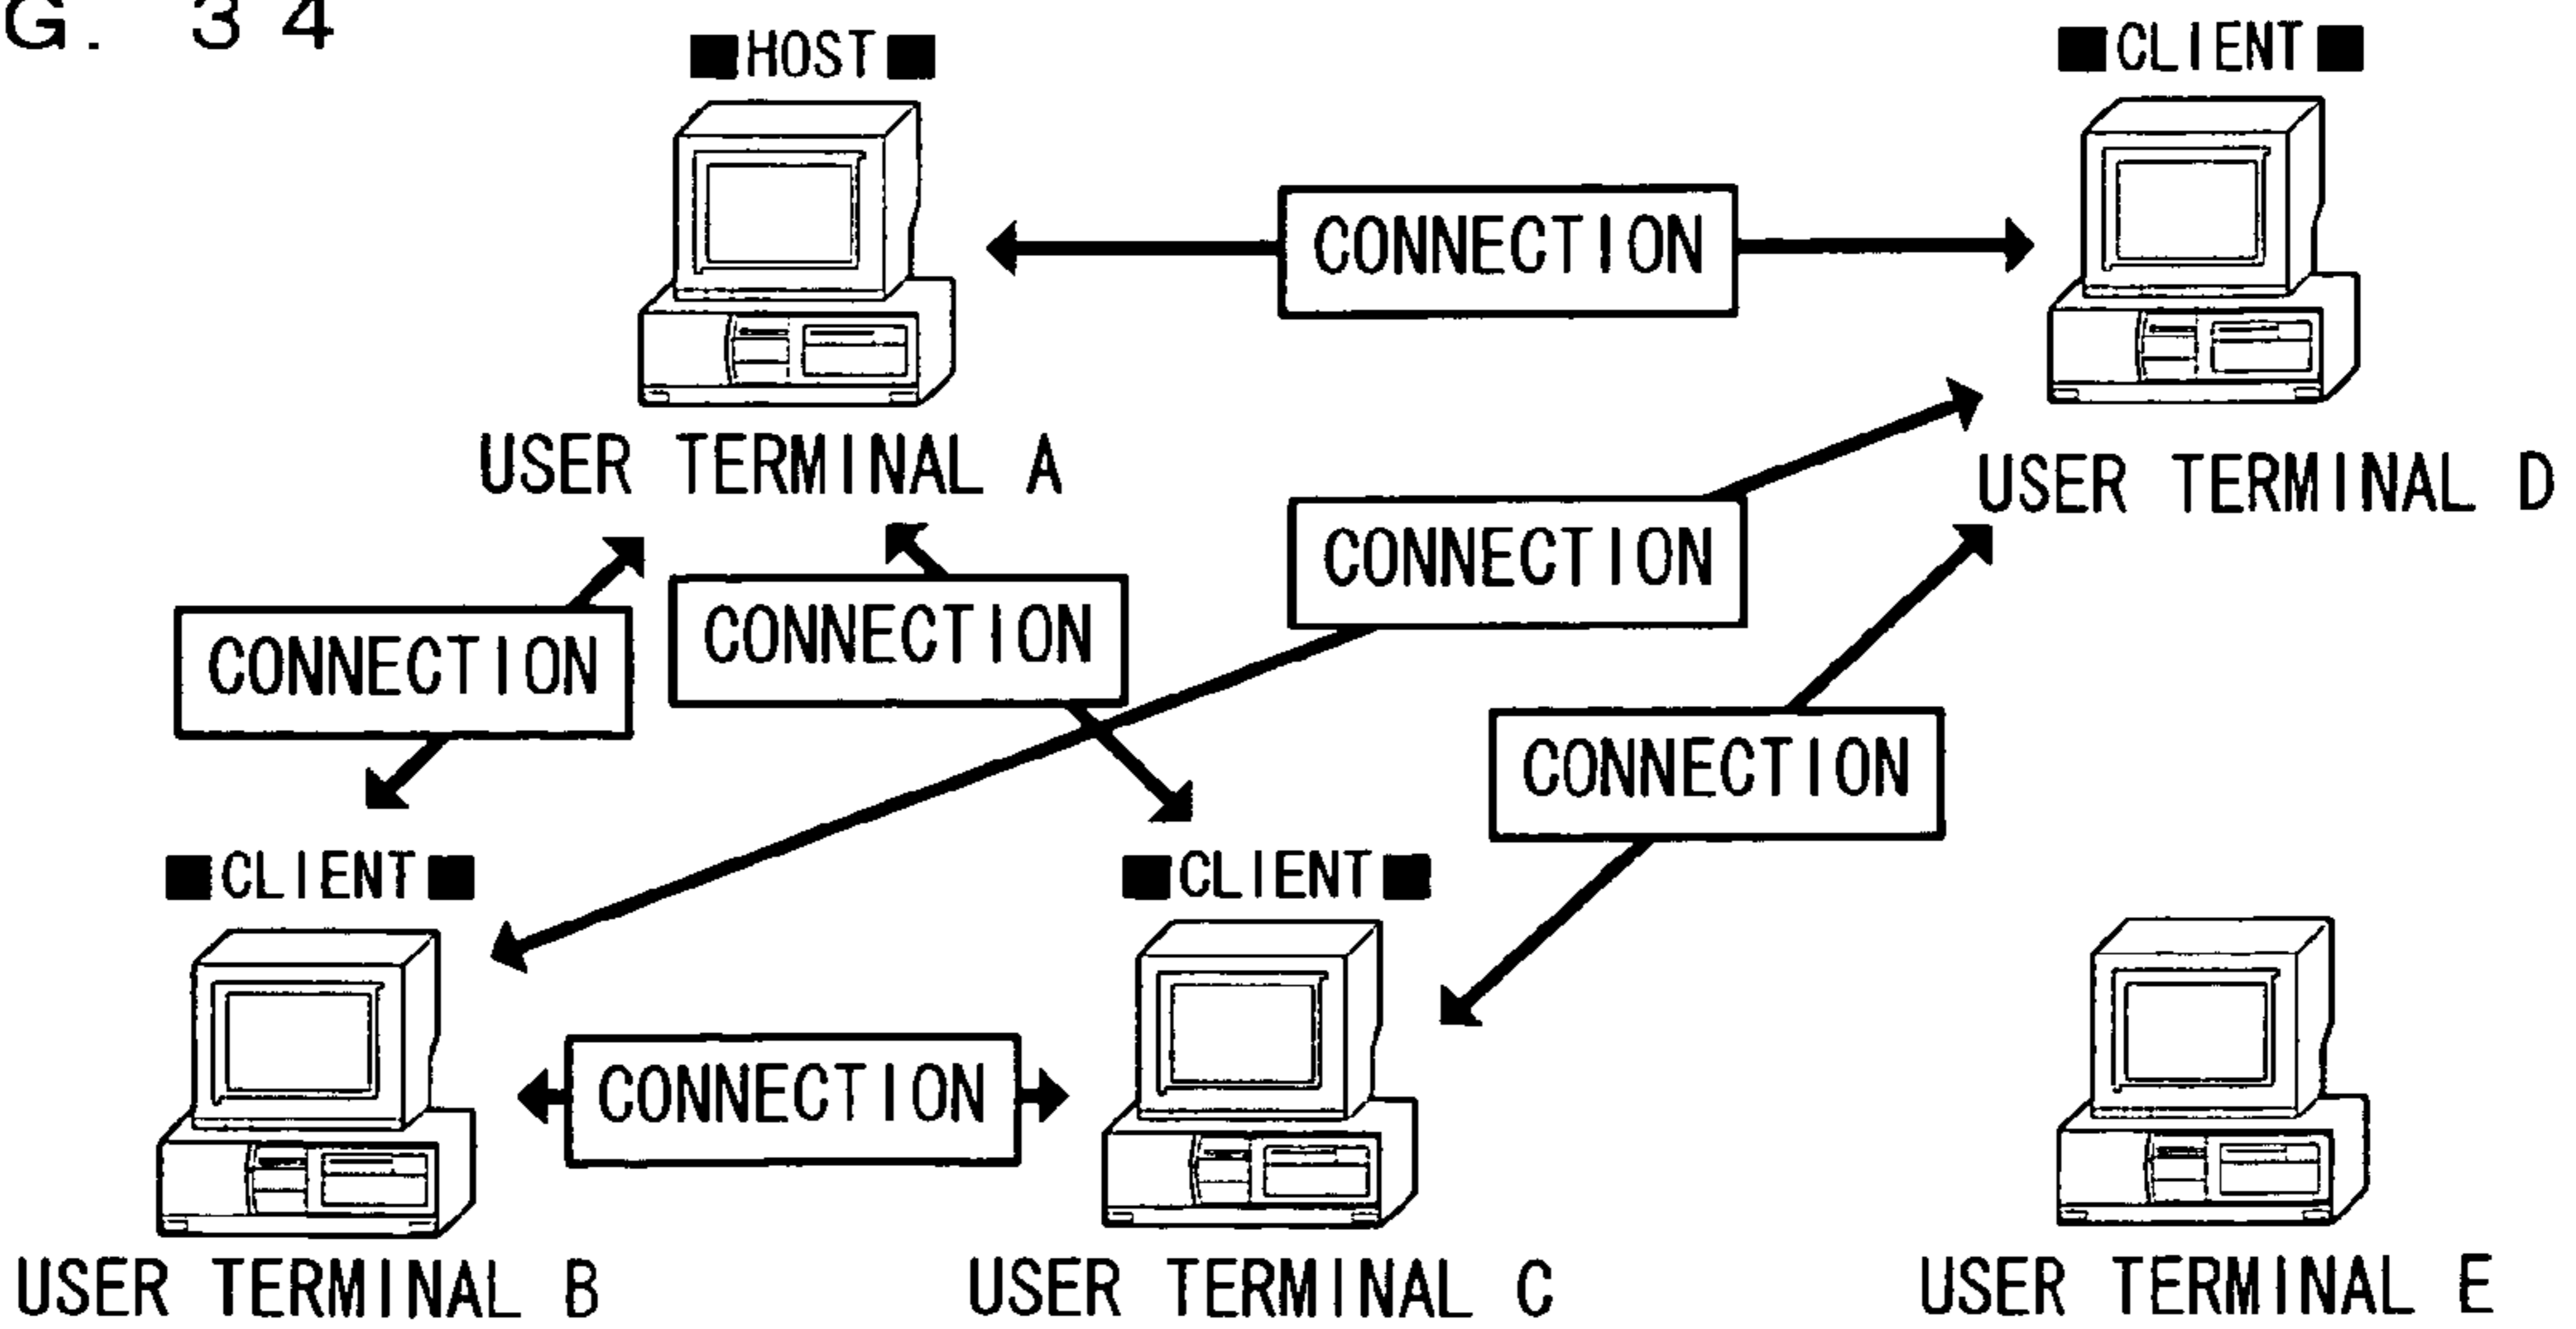 G. 34
■HOST■
■CLIENT■
CONNECTION
USER TERMINAL A
USER TERMINAL D
CONNECTION
CONNECTION
CONNECTION
CONNECTION
■CLIENT■
■CLIENT■
CONNECTION
USER TERMINAL B
USER TERMINAL C
USER TERMINAL E